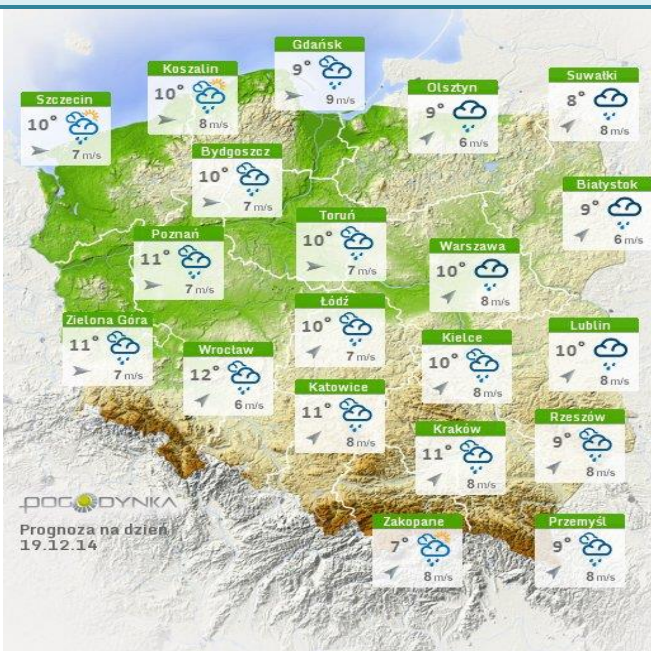 Gdańsk
9°
9 m/s
Koszalin
10°
8 m/s
Szczecin
10°
7 m/s
Olsztyn
9°
6 m/s
Suwałki
8°
8 m/s
Bydgoszcz
10°
7 m/s
Białystok
9°
6 m/s
Toruń
10°
7 m/s
Poznań
11°
7 m/s
Warszawa
10°
8 m/s
Łódź
10°
7 m/s
Zielona Góra
11°
7 m/s
Wrocław
12°
6 m/s
Kielce
10°
8 m/s
Lublin
10°
8 m/s
Katowice
11°
8 m/s
Kraków
11°
8 m/s
Rzeszów
9°
8 m/s
POGODYNKA
Prognoza na dzień
19.12.14
Zakopane
7°
8 m/s
Przemyśl
9°
8 m/s